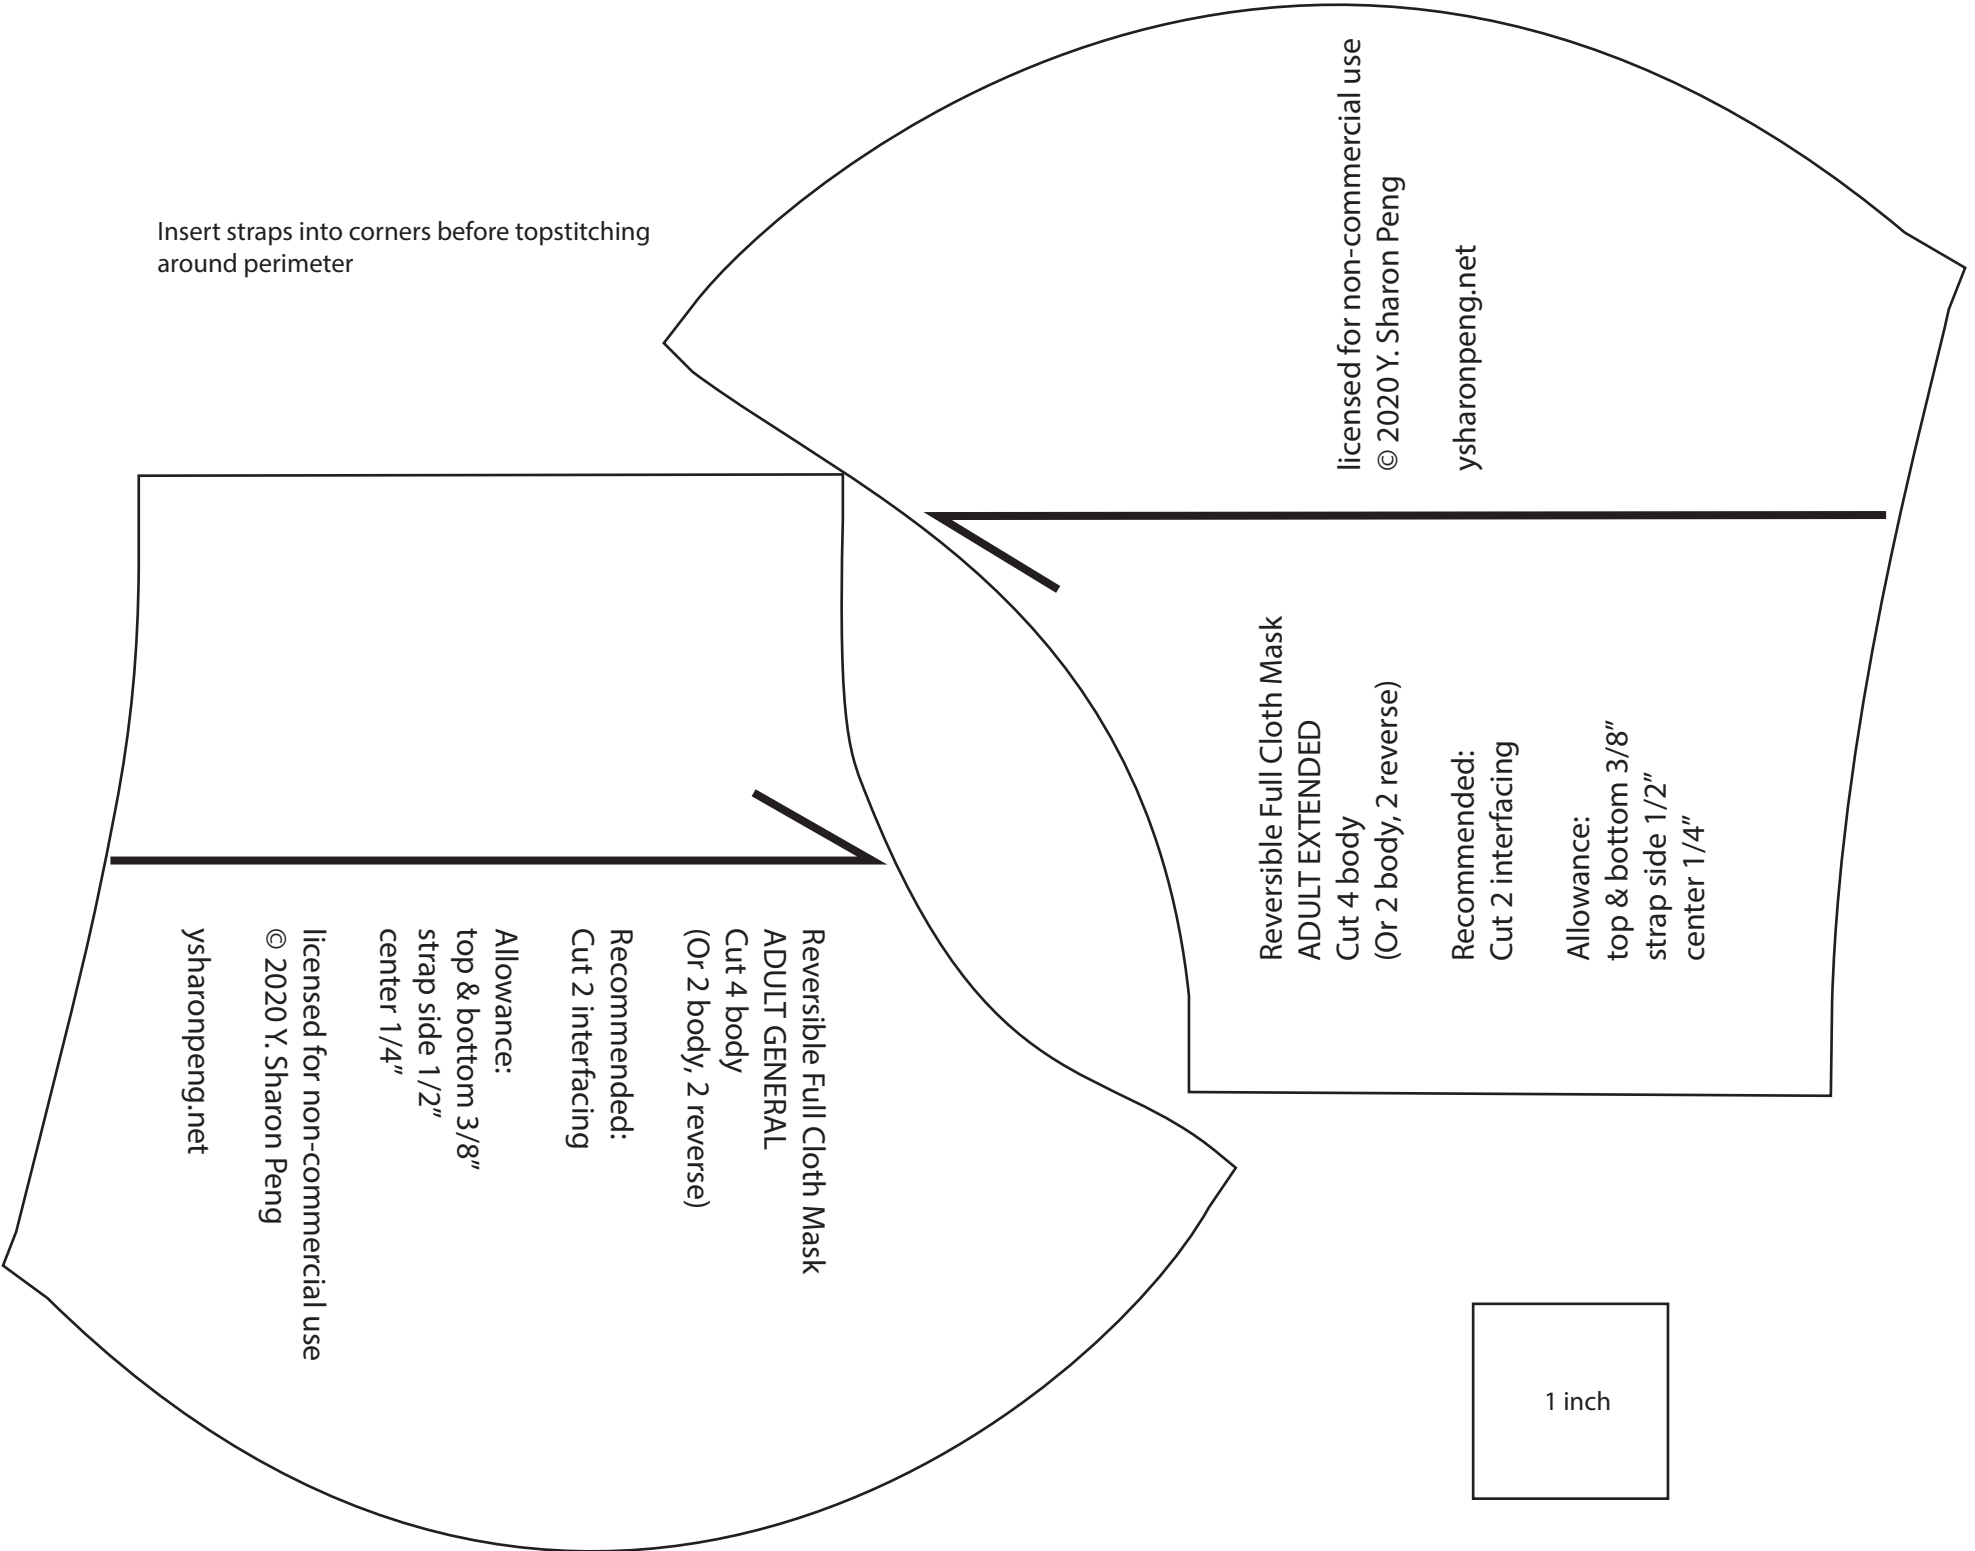 Insert straps into corners before topstitching
around perimeter
licensed for non-commercial use
© 2020 Y. Sharon Peng
ysharonpeng.net
Reversible Full Cloth Mask
ADULT EXTENDED
Cut 4 body
(Or 2 body, 2 reverse)
Recommended:
Cut 2 interfacing
Allowance:
top & bottom 3/8”
strap side 1/2”
center 1/4”
Reversible Full Cloth Mask
ADULT GENERAL
Cut 4 body
(Or 2 body, 2 reverse)
Recommended:
Cut 2 interfacing
Allowance:
top & bottom 3/8”
strap side 1/2”
center 1/4”
licensed for non-commercial use
© 2020 Y. Sharon Peng
ysharonpeng.net
1 inch